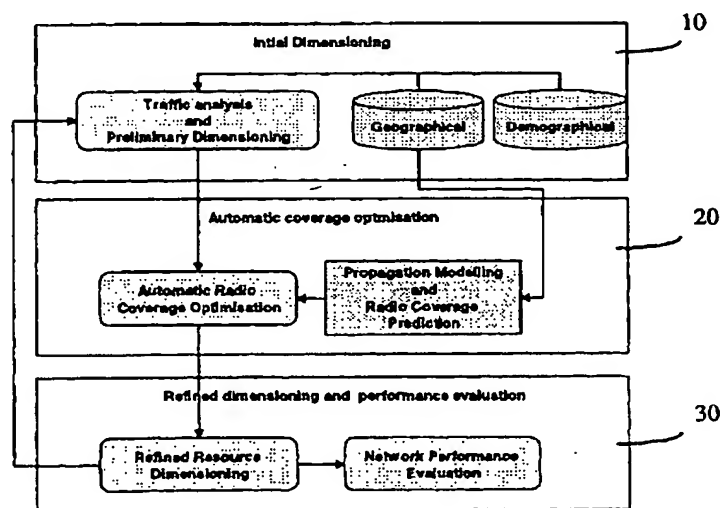 10
Intial Dimensioning
Traffic analysis
and
Preliminary Dimensioning
Geographical
Demographical
20
Automatic coverage optmisation
Automatic Radio
Coverage Optimisation
Propagation Modelling
and
Radio Coverage
Prediction
30
Refined dimensioning and performance evaluation
Refined Resource
Dimensioning
Network Performance
Evaluation